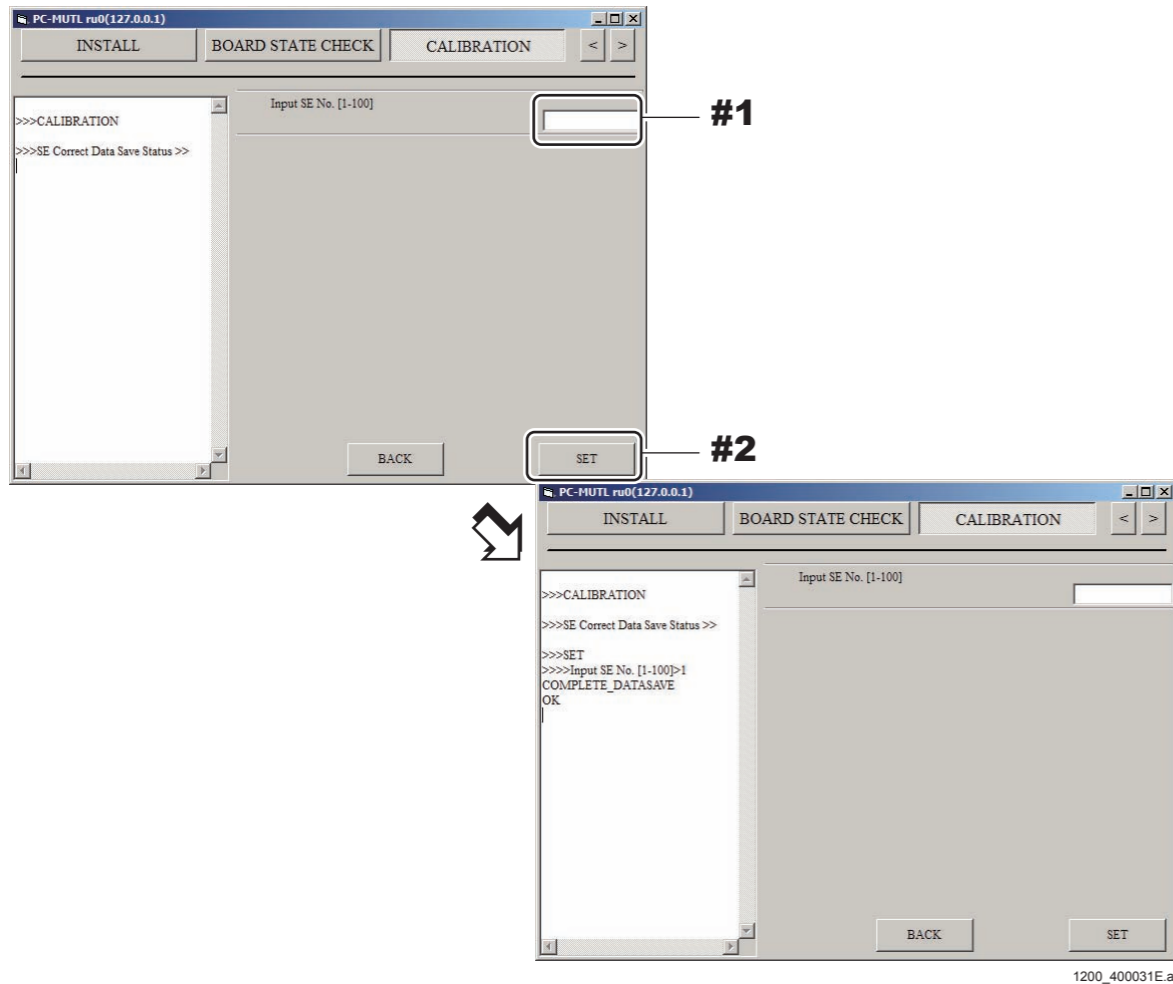 PC-MUTL ru0(127.0.0.1)
INSTALL BOARD STATE CHECK CALIBRATION < >
Input SE No. [1-100]
#1
>>>CALIBRATION
>>>SE Correct Data Save Status >>
#2
BACK SET
PC-MUTL ru0(127.0.0.1)
INSTALL BOARD STATE CHECK CALIBRATION < >
Input SE No. [1-100]
>>>CALIBRATION
>>>SE Correct Data Save Status >>
>>>SET
>>>>Input SE No. [1-100]>1
COMPLETE_DATASAVE
OK
BACK SET
1200_400031E.a